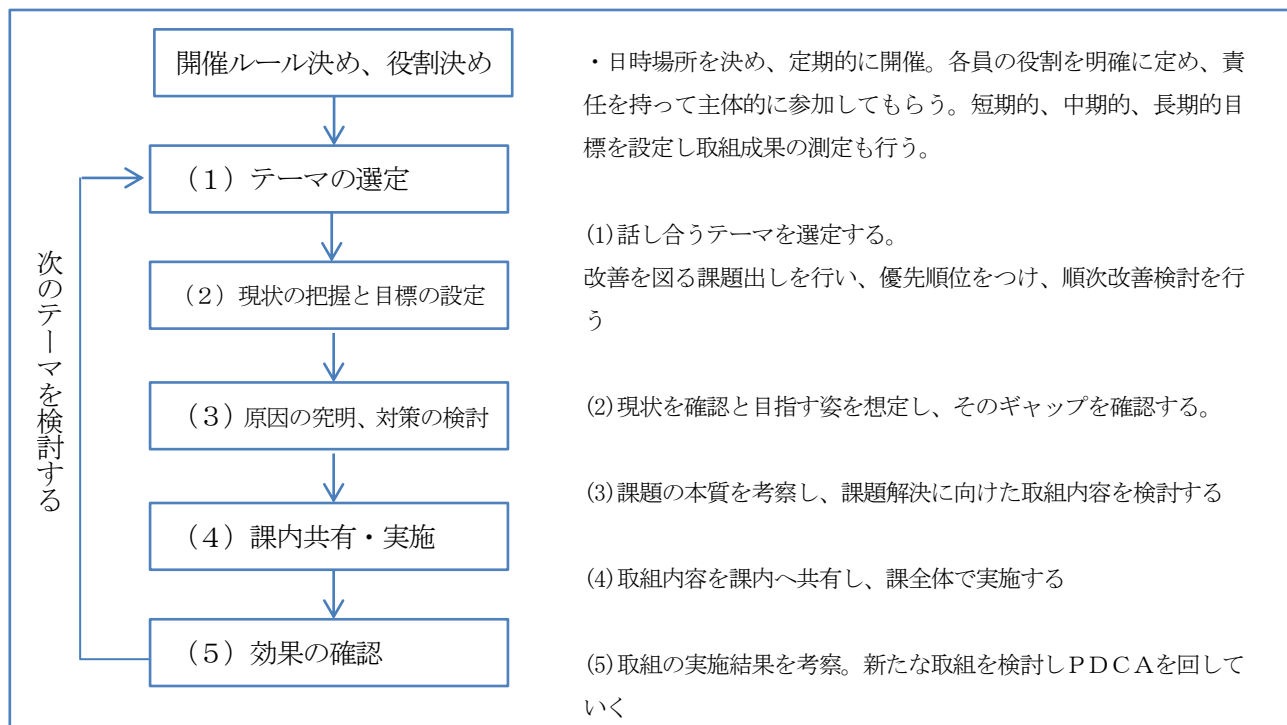 開催ルール決め、役割決め
・日時場所を決め、定期的に開催。各員の役割を明確に定め、責
任を持って主体的に参加してもらう。短期的、中期的、長期的目
標を設定し取組成果の測定も行う。
（１）テーマの選定
(1)話し合うテーマを選定する。
改善を図る課題出しを行い、優先順位をつけ、順次改善検討を行
う
（２）現状の把握と目標の設定
(2)現状を確認と目指す姿を想定し、そのギャップを確認する。
（３）原因の究明、対策の検討
(3)課題の本質を考察し、課題解決に向けた取組内容を検討する
（４）課内共有・実施
(4)取組内容を課内へ共有し、課全体で実施する
（５）効果の確認
(5)取組の実施結果を考察。新たな取組を検討しＰＤＣＡを回して
いく
次のテーマを検討する